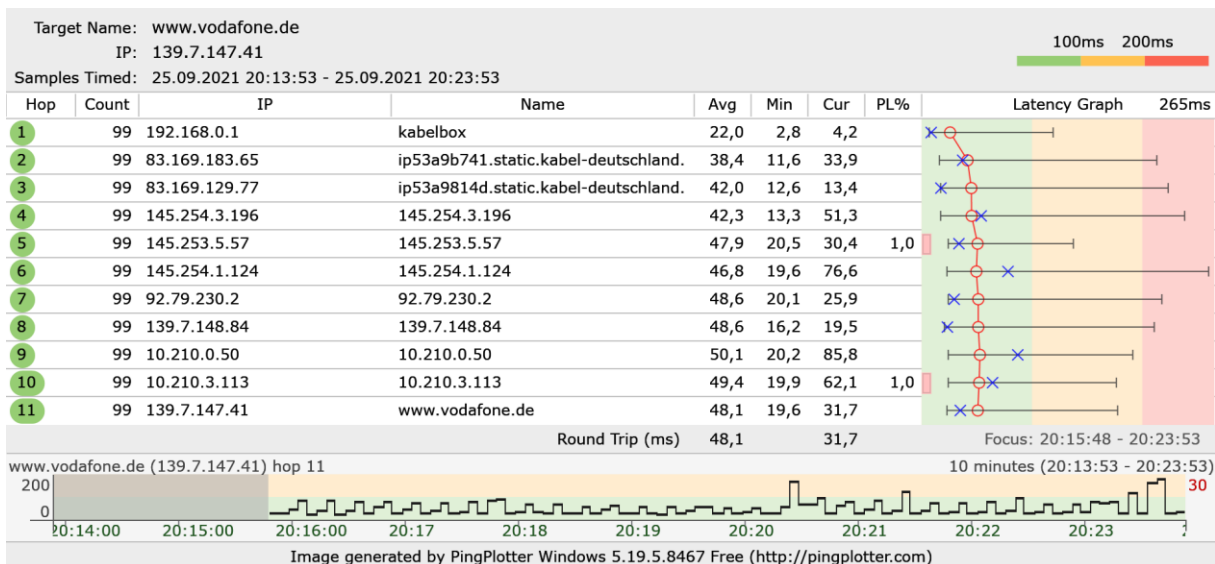 Target Name: www.vodafone.de
IP: 139.7.147.41
100ms 200ms
Samples Timed: 25.09.2021 20:13:53 - 25.09.2021 20:23:53
Hop Count IP Name Avg Min Cur PL% Latency Graph 265ms
1 99 192.168.0.1 kabelbox 22,0 2,8 4,2
2 99 83.169.183.65 ip53a9b741.static.kabel-deutschland. 38,4 11,6 33,9
3 99 83.169.129.77 ip53a9814d.static.kabel-deutschland. 42,0 12,6 13,4
4 99 145.254.3.196 145.254.3.196 42,3 13,3 51,3
5 99 145.253.5.57 145.253.5.57 47,9 20,5 30,4 1,0
6 99 145.254.1.124 145.254.1.124 46,8 19,6 76,6
7 99 92.79.230.2 92.79.230.2 48,6 20,1 25,9
8 99 139.7.148.84 139.7.148.84 48,6 16,2 19,5
9 99 10.210.0.50 10.210.0.50 50,1 20,2 85,8
10 99 10.210.3.113 10.210.3.113 49,4 19,9 62,1 1,0
11 99 139.7.147.41 www.vodafone.de 48,1 19,6 31,7
Round Trip (ms) 48,1 31,7 Focus: 20:15:48 - 20:23:53
www.vodafone.de (139.7.147.41) hop 11 10 minutes (20:13:53 - 20:23:53)
200 30
0
20:14:00 20:15:00 20:16:00 20:17 20:18 20:19 20:20 20:21 20:22 20:23
Image generated by PingPlotter Windows 5.19.5.8467 Free (http://pingplotter.com)